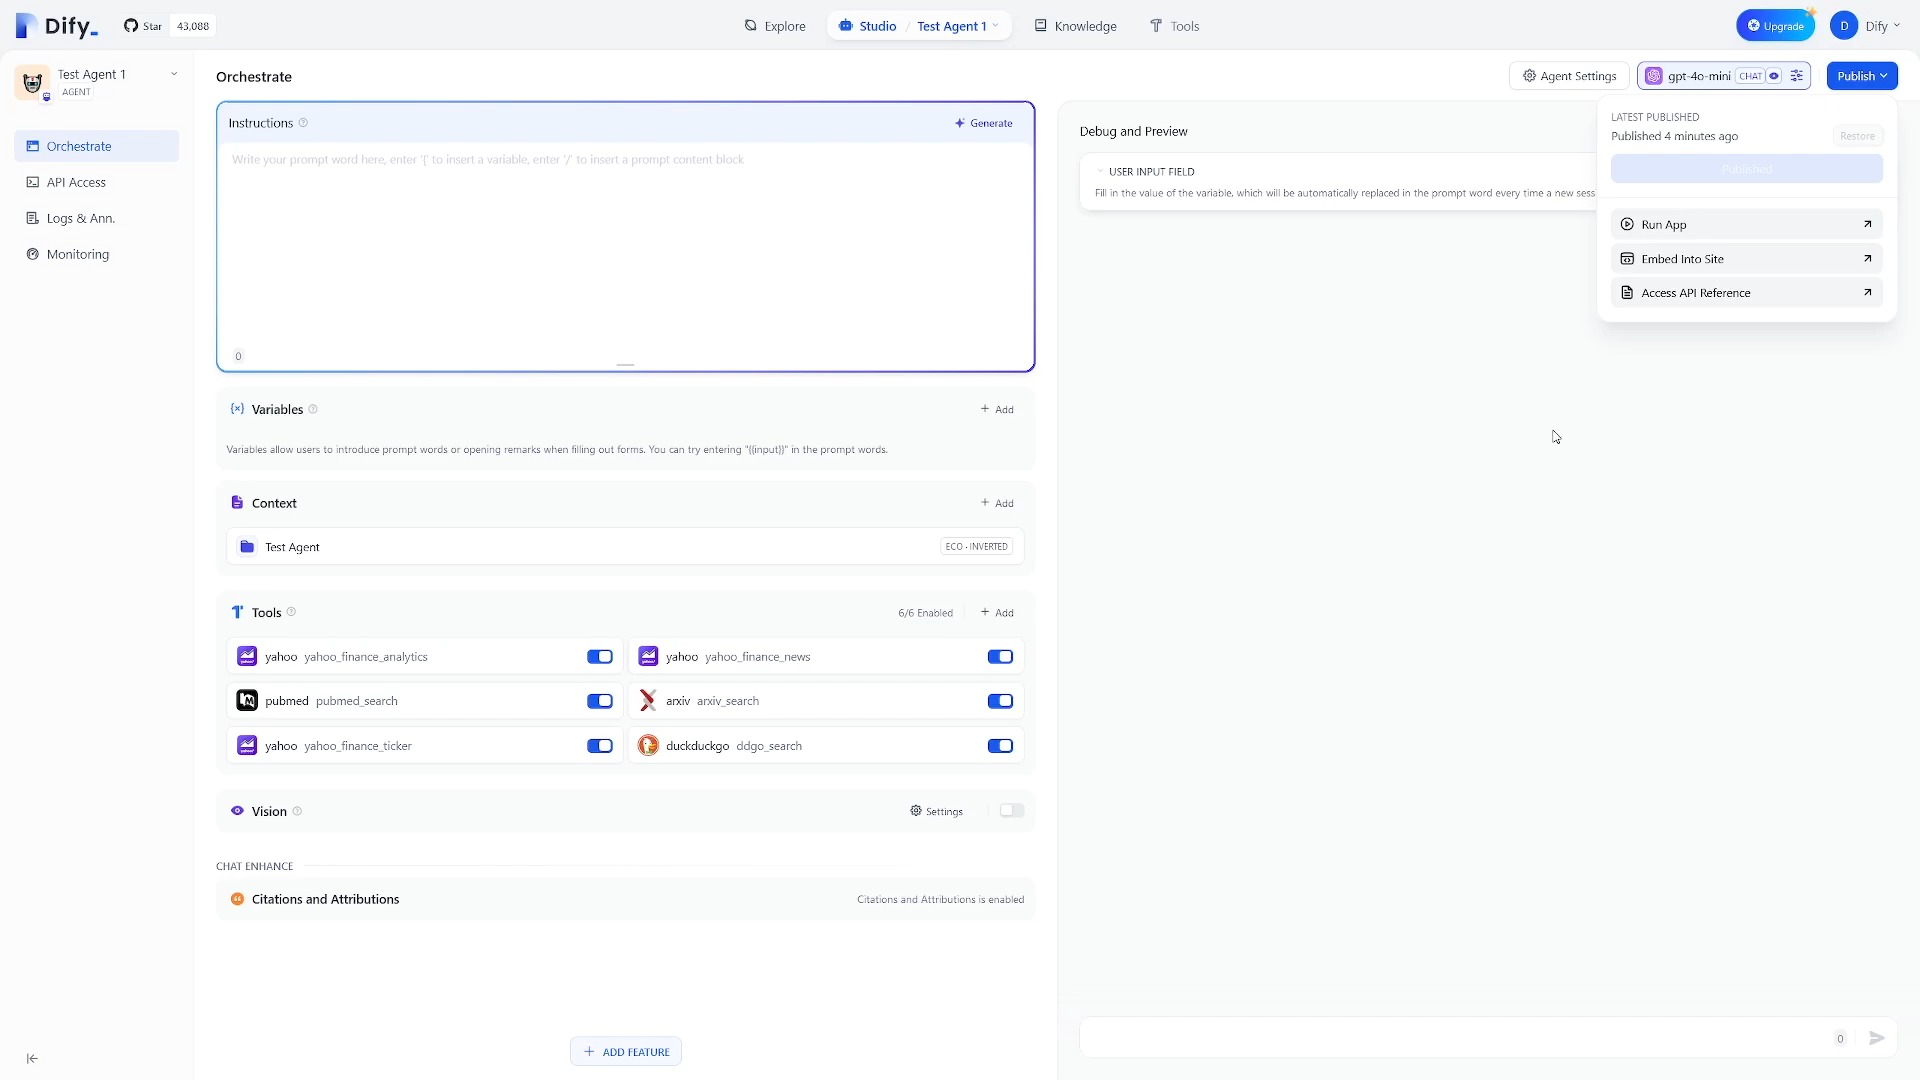 Dify_
Star
43,088
Explore
Studio / Test Agent 1
Knowledge
Tools
Upgrade
D
Dify
Test Agent 1
AGENT
Orchestrate
API Access
Logs & Ann.
Monitoring
Orchestrate
Agent Settings
gpt-4o-mini
CHAT
Publish
Instructions
Generate
Write your prompt word here, enter '{' to insert a variable, enter '/' to insert a prompt content block
0
Variables
+ Add
Variables allow users to introduce prompt words or opening remarks when filling out forms. You can try entering "{{input}}" in the prompt words.
Context
+ Add
Test Agent
ECO · INVERTED
Tools
6/6 Enabled
+ Add
yahoo yahoo_finance_analytics
yahoo yahoo_finance_news
pubmed pubmed_search
arxiv arxiv_search
yahoo yahoo_finance_ticker
duckduckgo ddgo_search
Vision
Settings
CHAT ENHANCE
Citations and Attributions
Citations and Attributions is enabled
+ ADD FEATURE
Debug and Preview
USER INPUT FIELD
Fill in the value of the variable, which will be automatically replaced in the prompt word every time a new sess
LATEST PUBLISHED
Published 4 minutes ago
Restore
Published
Run App
Embed Into Site
Access API Reference
0